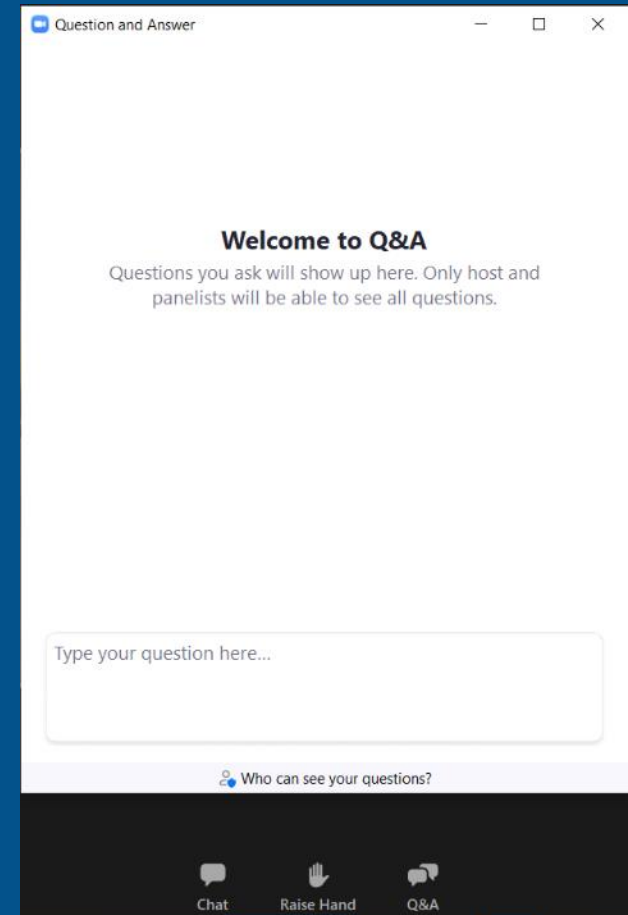 Question and Answer
Welcome to Q&A
Questions you ask will show up here. Only host and
panelists will be able to see all questions.
Type your question here...
Who can see your questions?
Chat Raise Hand Q&A